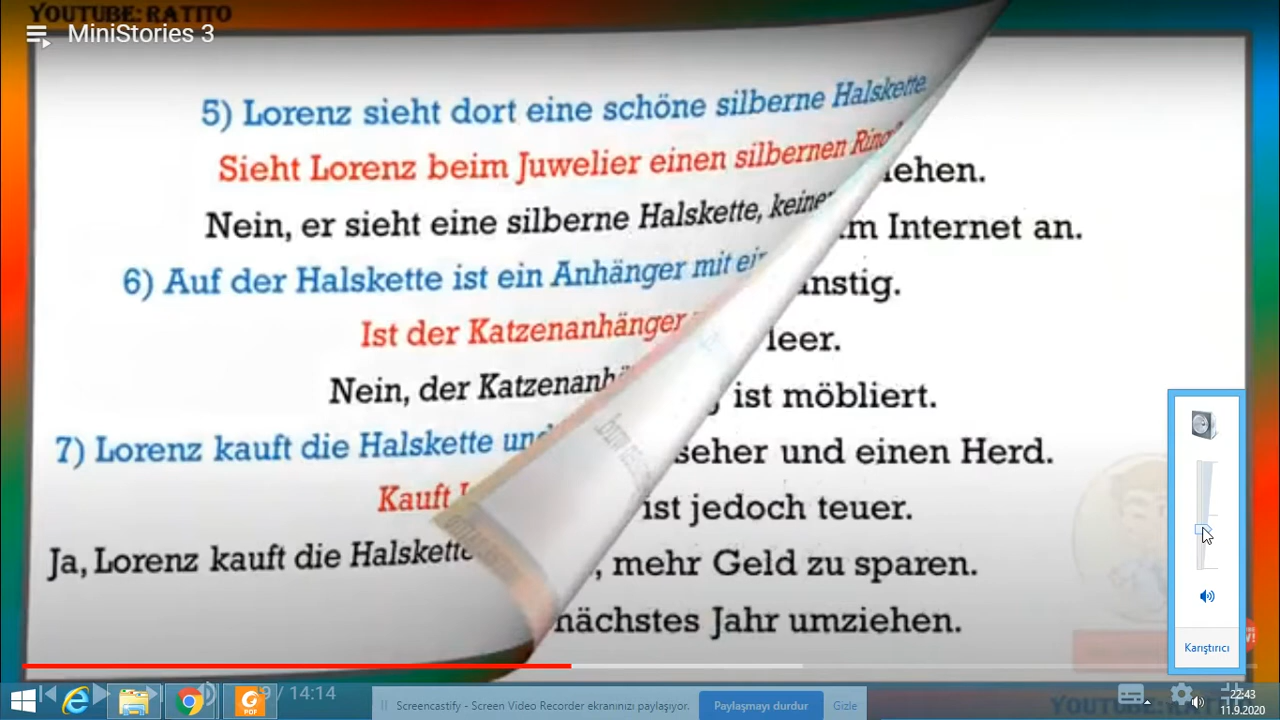 YOUTUBE: RATITO
MiniStories 3
5) Lorenz sieht dort eine schöne silberne Halskette.
Sieht Lorenz beim Juwelier einen silbernen Ring?
Nein, er sieht eine silberne Halskette,
6) Auf der Halskette ist ein Anhänger mit
Ist der Katzenanhänger
Nein, der
7) Lorenz kauft die Halskette
Kauft
Ja, Lorenz kauft die Halskette
Internet an.
leer.
ist möbliert.
und einen Herd.
ist jedoch teuer.
, mehr Geld zu sparen.
nächstes Jahr umziehen.
Karıştırıcı
/ 14:14
Screencastify - Screen Video Recorder ekranınızı paylaşıyor.
Paylaşmayı durdur
Gizle
22:43
11.9.2020
YOUTUBE: RATITO